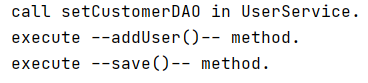 call setCustomerDAO in UserService.
execute --addUser()-- method.
execute --save()-- method.